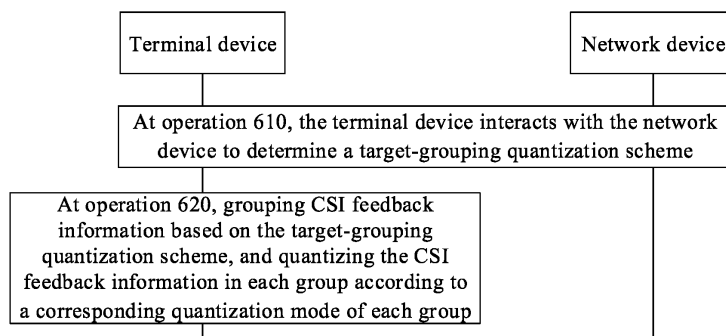 Terminal device
Network device
At operation 610, the terminal device interacts with the network
device to determine a target-grouping quantization scheme
At operation 620, grouping CSI feedback
information based on the target-grouping
quantization scheme, and quantizing the CSI
feedback information in each group according to
a corresponding quantization mode of each group